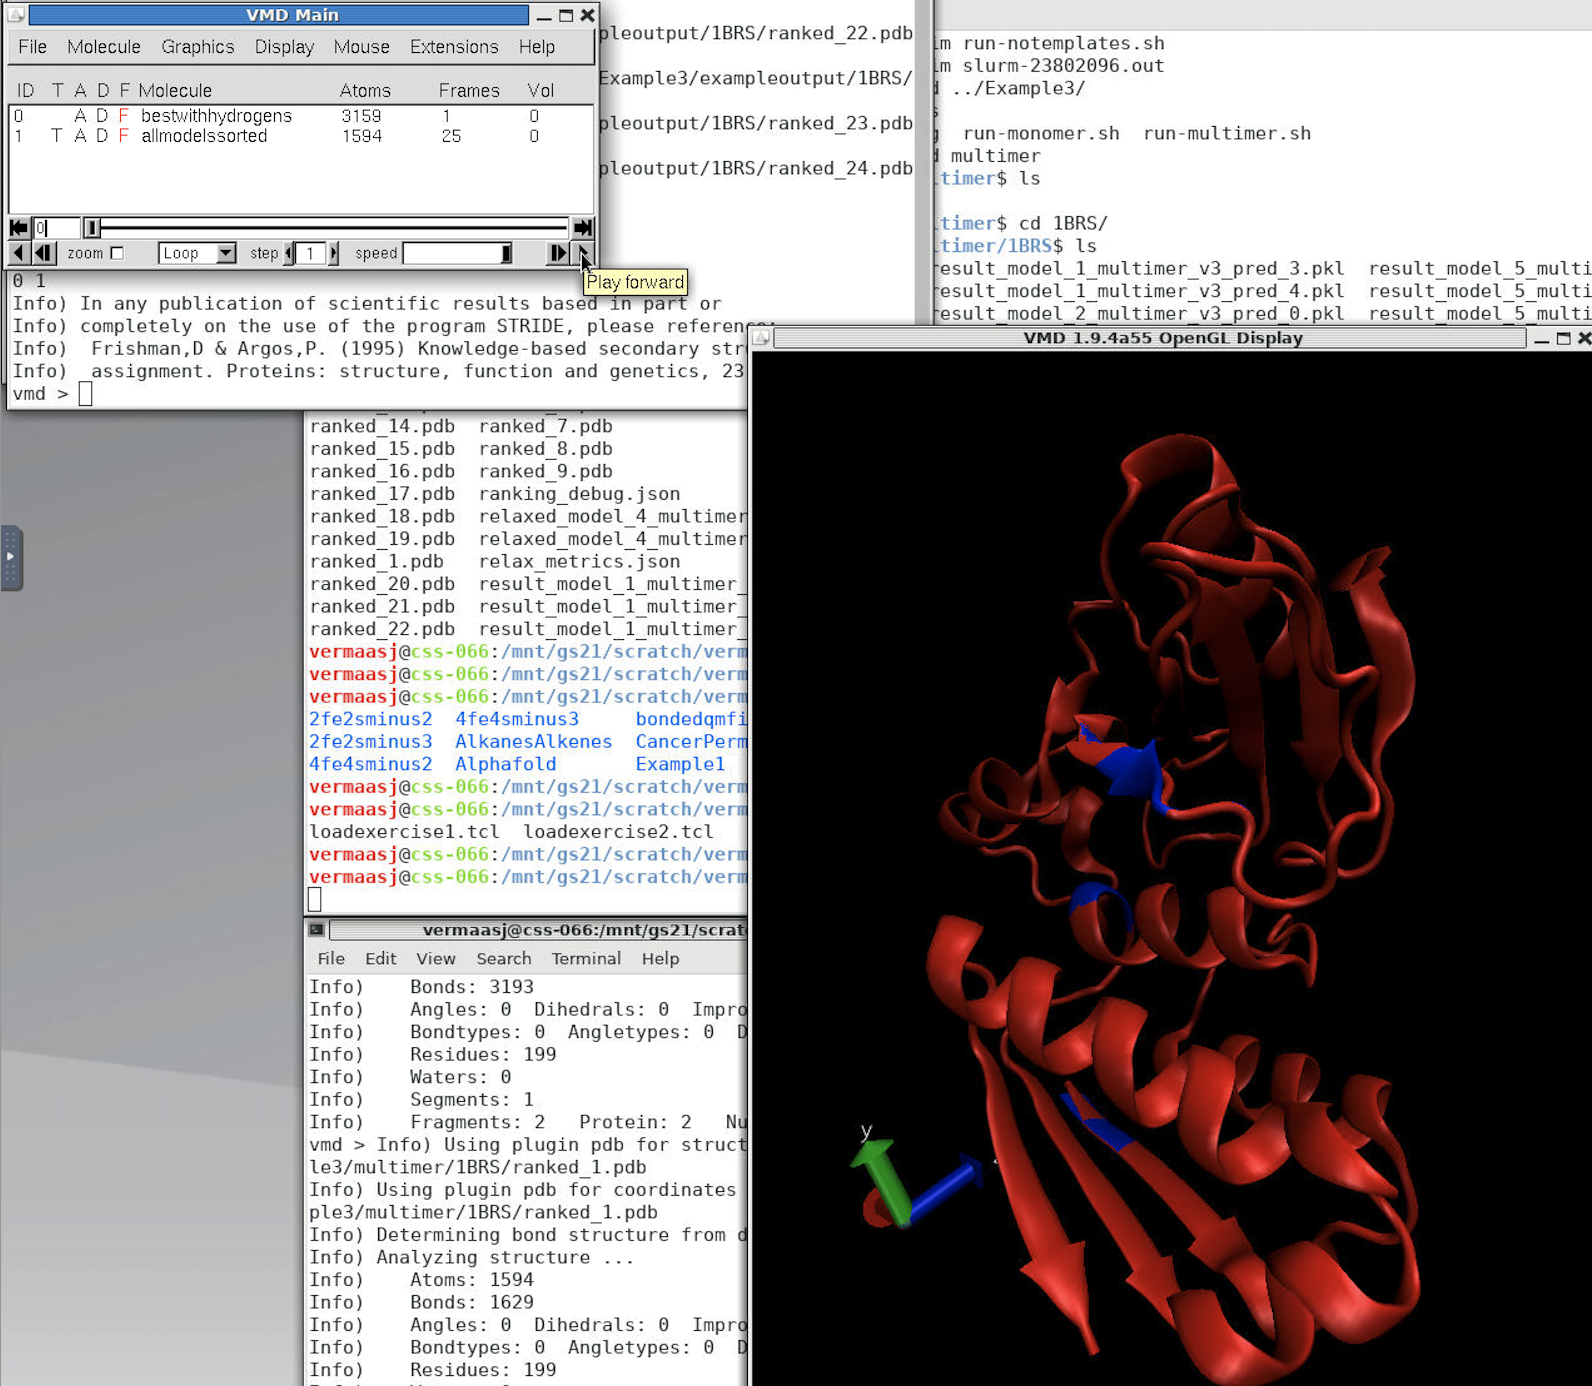 VMD Main
File Molecule Graphics Display Mouse Extensions Help
ID T A D F Molecule Atoms Frames Vol
0 A D F bestwithhydrogens 3159 1 0
1 T A D F allmodelssorted 1594 25 0
0
zoom Loop step 1 speed
Play forward
0 1
Info) In any publication of scientific results based in part or
Info) completely on the use of the program STRIDE, please reference:
Info)  Frishman,D & Argos,P. (1995) Knowledge-based secondary str
Info)  assignment. Proteins: structure, function and genetics, 23
vmd >
pleoutput/1BRS/ranked_22.pdb
Example3/exampleoutput/1BRS/
pleoutput/1BRS/ranked_23.pdb
pleoutput/1BRS/ranked_24.pdb
im run-notemplates.sh
im slurm-23802096.out
d ../Example3/
s
g  run-monomer.sh  run-multimer.sh
d multimer
timer$ ls
timer$ cd 1BRS/
timer/1BRS$ ls
result_model_1_multimer_v3_pred_3.pkl  result_model_5_multi
result_model_1_multimer_v3_pred_4.pkl  result_model_5_multi
result_model_2_multimer_v3_pred_0.pkl  result_model_5_multi
ranked_14.pdb  ranked_7.pdb
ranked_15.pdb  ranked_8.pdb
ranked_16.pdb  ranked_9.pdb
ranked_17.pdb  ranking_debug.json
ranked_18.pdb  relaxed_model_4_multimer
ranked_19.pdb  relaxed_model_4_multimer
ranked_1.pdb   relax_metrics.json
ranked_20.pdb  result_model_1_multimer_
ranked_21.pdb  result_model_1_multimer_
ranked_22.pdb  result_model_1_multimer_
vermaasj@css-066:/mnt/gs21/scratch/verm
vermaasj@css-066:/mnt/gs21/scratch/verm
vermaasj@css-066:/mnt/gs21/scratch/verm
2fe2sminus2  4fe4sminus3     bondedqmfi
2fe2sminus3  AlkanesAlkenes  CancerPerm
4fe4sminus2  Alphafold       Example1
vermaasj@css-066:/mnt/gs21/scratch/verm
vermaasj@css-066:/mnt/gs21/scratch/verm
loadexercise1.tcl  loadexercise2.tcl
vermaasj@css-066:/mnt/gs21/scratch/verm
vermaasj@css-066:/mnt/gs21/scratch/verm
vermaasj@css-066:/mnt/gs21/scrat
File Edit View Search Terminal Help
Info)    Bonds: 3193
Info)    Angles: 0  Dihedrals: 0  Impro
Info)    Bondtypes: 0  Angletypes: 0  D
Info)    Residues: 199
Info)    Waters: 0
Info)    Segments: 1
Info)    Fragments: 2   Protein: 2   Nu
vmd > Info) Using plugin pdb for struct
le3/multimer/1BRS/ranked_1.pdb
Info) Using plugin pdb for coordinates
ple3/multimer/1BRS/ranked_1.pdb
Info) Determining bond structure from d
Info) Analyzing structure ...
Info)    Atoms: 1594
Info)    Bonds: 1629
Info)    Angles: 0  Dihedrals: 0  Impro
Info)    Bondtypes: 0  Angletypes: 0  D
Info)    Residues: 199
VMD 1.9.4a55 OpenGL Display
y